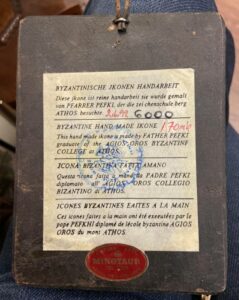 BYZANTINISCHE IKONEN HANDARBEIT
Diese ikone ist reine handarbeit sie wurde gemalt
von PFARRER PEFKI, der die zei chenschule berg
ATHOS besuchte 6000
BYZANTINE HAND MADE IKONE
This hand made ikone is made by FATHER PEFKI
graduate of the AGIOS OROS BYZANTINE
COLLEGE at ATHOS.
ICONA BYZANTINA FATTA A MANO
Questa icona fatta a mano da PADRE PEFKI
diplomato all' AGIOS OROS COLLEGIO
BIZANTINO di ATHOS.
ICONES BYZANTINES FAITES A LA MAIN
Ces icones faites a la main ont été exeeutées par le
pope PEFKHI diplomé de lécole byzantine AGIOS
OROS du mont ATHOS
MINOTAUR